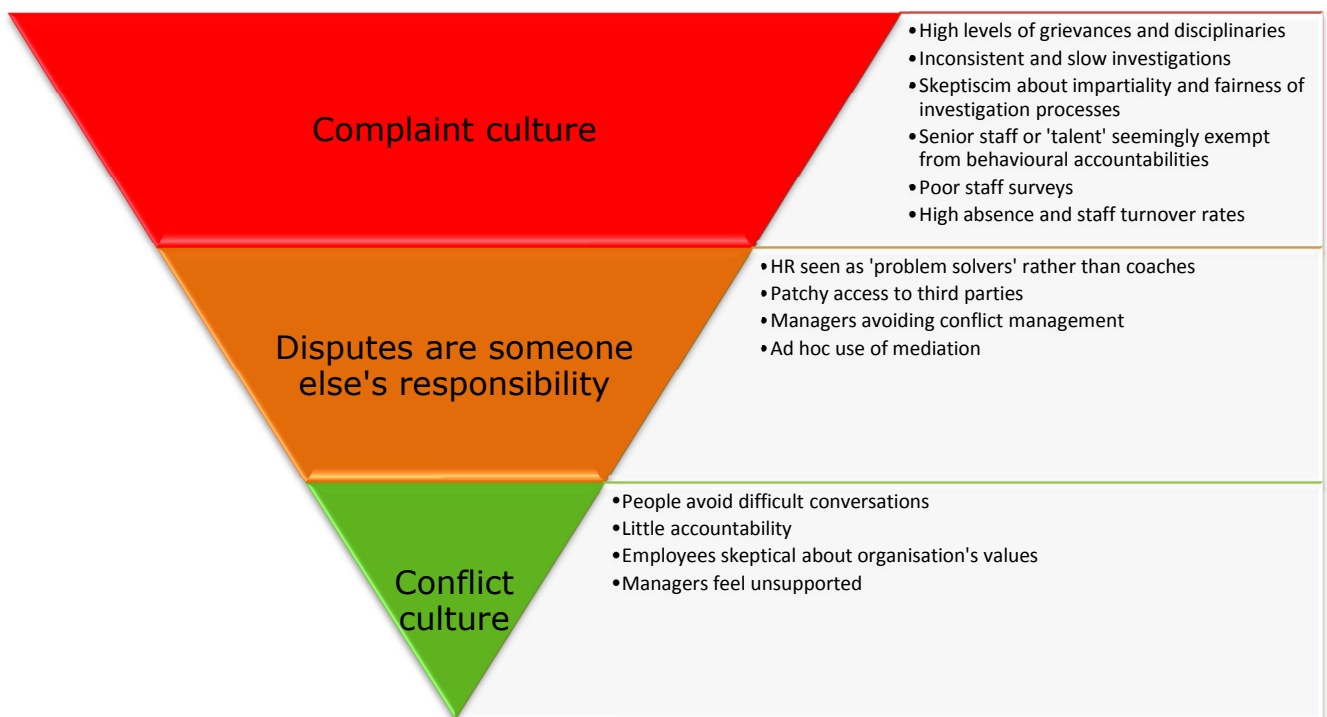 Complaint culture
•High levels of grievances and disciplinaries
•Inconsistent and slow investigations
•Skeptiscim about impartiality and fairness of
investigation processes
•Senior staff or 'talent' seemingly exempt
from behavioural accountabilities
•Poor staff surveys
•High absence and staff turnover rates
Disputes are someone
else's responsibility
•HR seen as 'problem solvers' rather than coaches
•Patchy access to third parties
•Managers avoiding conflict management
•Ad hoc use of mediation
Conflict
culture
•People avoid difficult conversations
•Little accountability
•Employees skeptical about organisation's values
•Managers feel unsupported